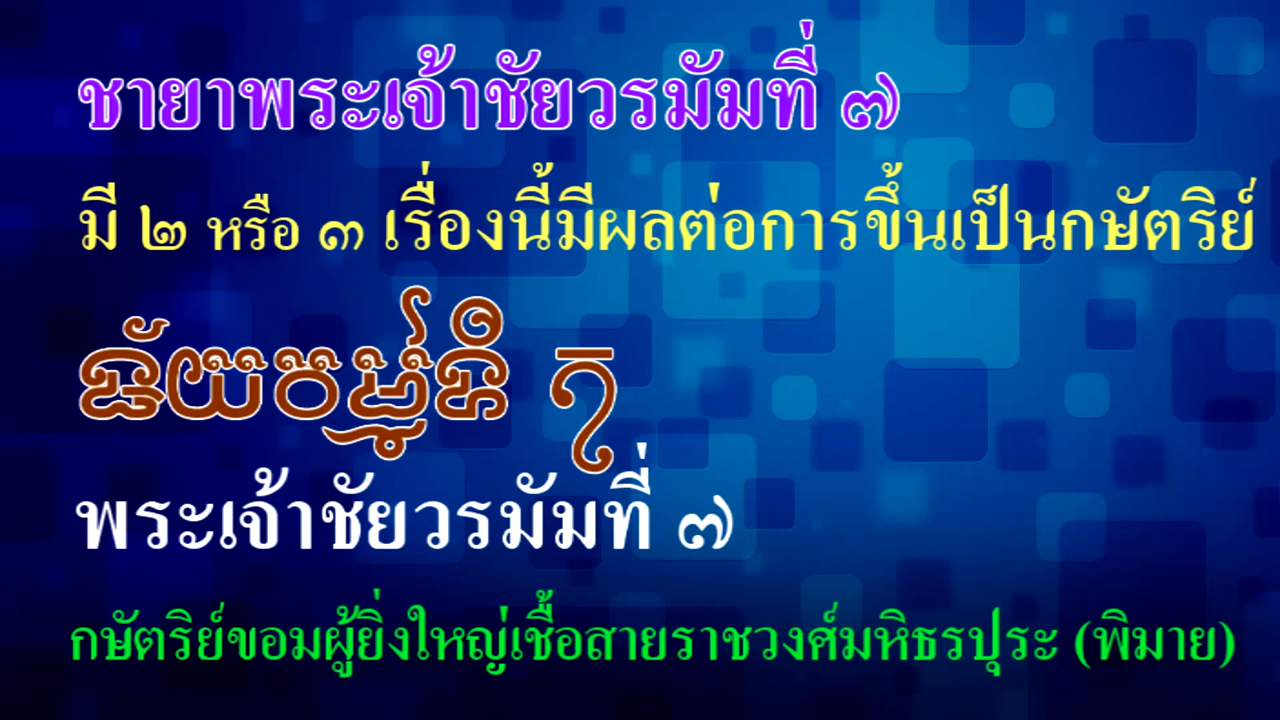 ชายาพระเจ้าชัยวรมัมที่ ๗
มี ๒ หรือ ๓ เรื่องนี้มีผลต่อการขึ้นเป็นกษัตริย์
พระเจ้าชัยวรมัมที่ ๗
กษัตริย์ขอมผู้ยิ่งใหญ่เชื้อสายราชวงศ์มหิธรปุระ (พิมาย)